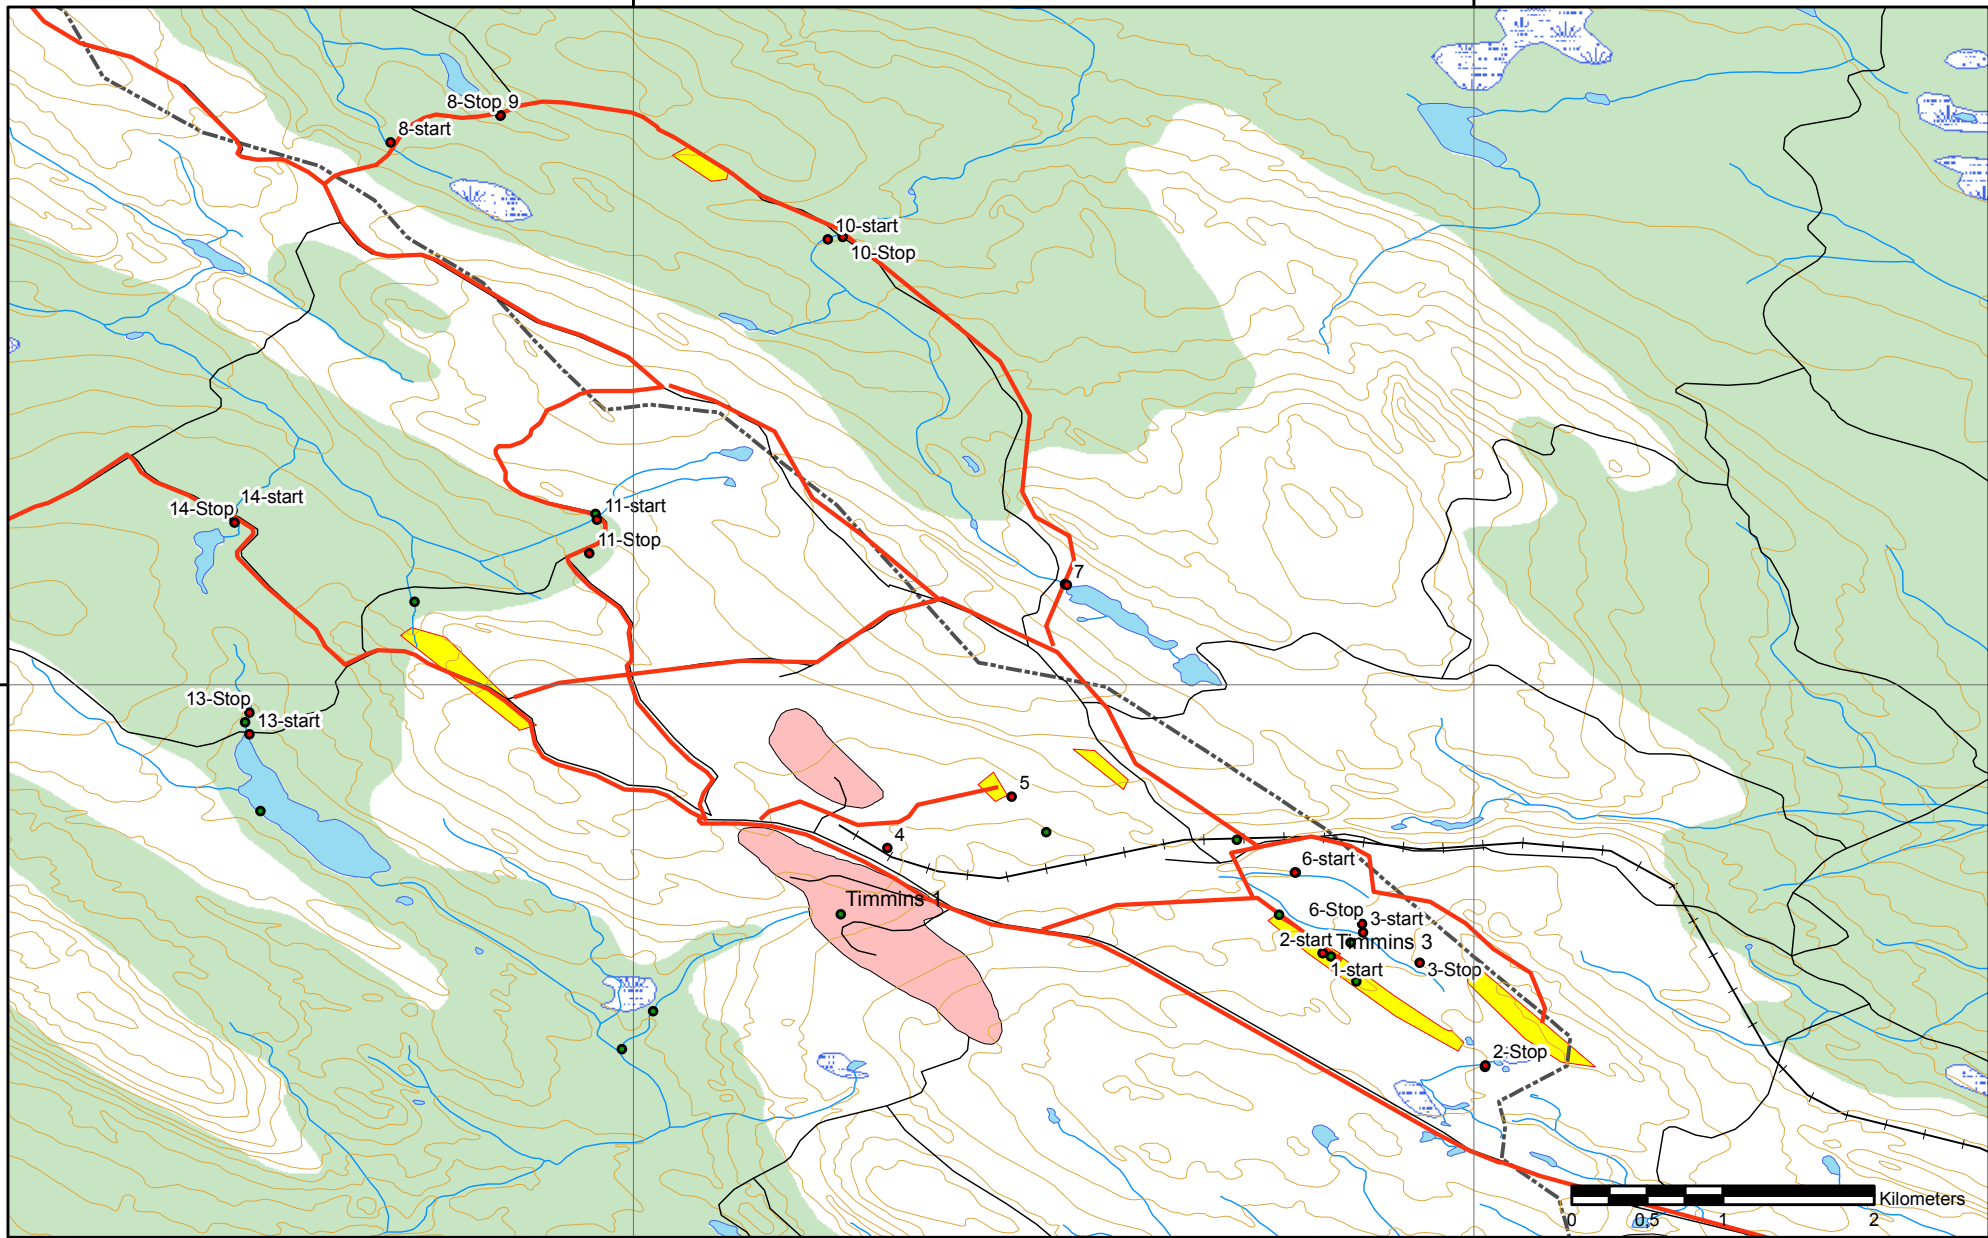 8-Stop 9
8-start
10-start
10-Stop
14-start
14-Stop
11-start
11-Stop
7
13-Stop
13-start
5
4
6-start
Timmins 1
6-Stop
3-start
2-start
Timmins 3
1-start
3-Stop
2-Stop
Kilometers
0 0,5 1 2